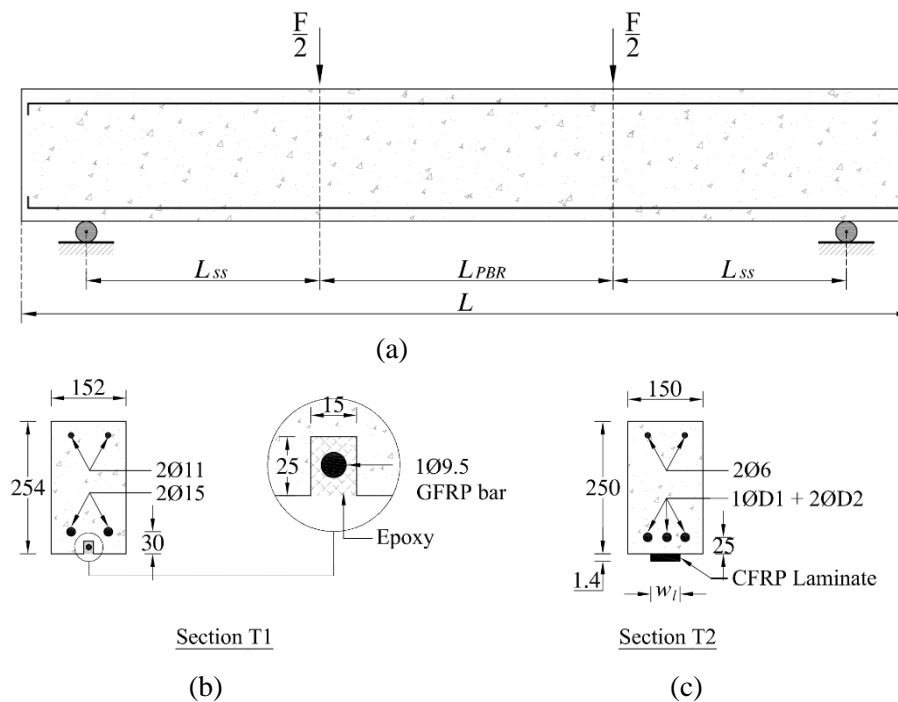 F
2
F
2
Lss
LPBR
Lss
L
(a)
152
254
2Ø11
2Ø15
30
15
25
1Ø9.5
GFRP bar
Epoxy
Section T1
(b)
150
250
2Ø6
1ØD1 + 2ØD2
25
1.4
wl
CFRP Laminate
Section T2
(c)